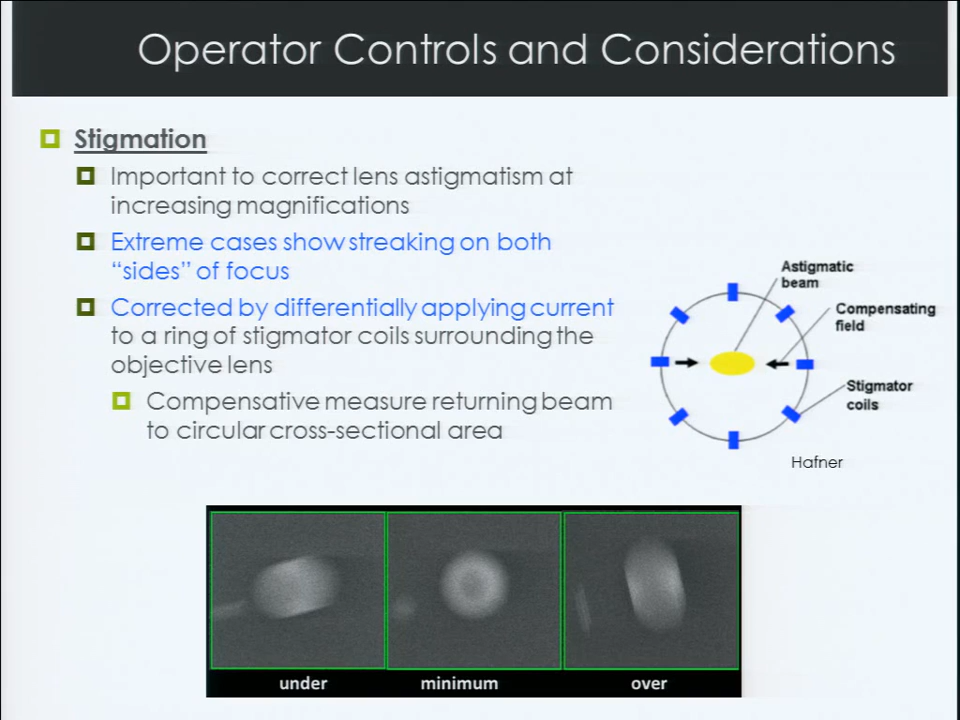 Operator Controls and Considerations
Stigmation
Important to correct lens astigmatism at
increasing magnifications
Extreme cases show streaking on both
“sides” of focus
Corrected by differentially applying current
to a ring of stigmator coils surrounding the
objective lens
Compensative measure returning beam
to circular cross-sectional area
Astigmatic
beam
Compensating
field
Stigmator
coils
Hafner
under
minimum
over